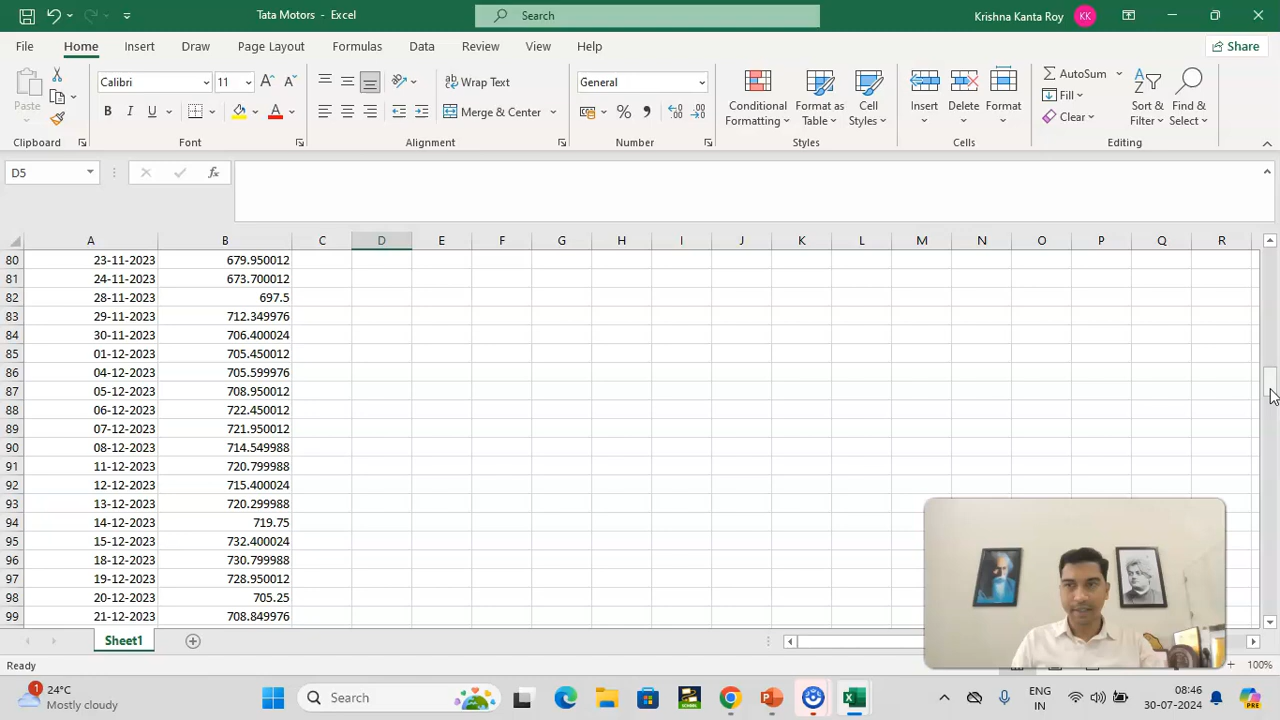 Tata Motors - Excel
Search
Krishna Kanta Roy
KK
File
Home
Insert
Draw
Page Layout
Formulas
Data
Review
View
Help
Share
Paste
Calibri
11
Wrap Text
General
Conditional Formatting
Format as Table
Cell Styles
Insert
Delete
Format
AutoSum
Fill
Clear
Sort & Filter
Find & Select
B
I
U
Merge & Center
Clipboard
Font
Alignment
Number
Styles
Cells
Editing
D5
fx
A B C D E F G H I J K L M N O P Q R
80 23-11-2023 679.950012
81 24-11-2023 673.700012
82 28-11-2023 697.5
83 29-11-2023 712.349976
84 30-11-2023 706.400024
85 01-12-2023 705.450012
86 04-12-2023 705.599976
87 05-12-2023 708.950012
88 06-12-2023 722.450012
89 07-12-2023 721.950012
90 08-12-2023 714.549988
91 11-12-2023 720.799988
92 12-12-2023 715.400024
93 13-12-2023 720.299988
94 14-12-2023 719.75
95 15-12-2023 732.400024
96 18-12-2023 730.799988
97 19-12-2023 728.950012
98 20-12-2023 705.25
99 21-12-2023 708.849976
Sheet1
Ready
100%
1
24°C
Mostly cloudy
Search
ENG
IN
08:46
30-07-2024
PRE